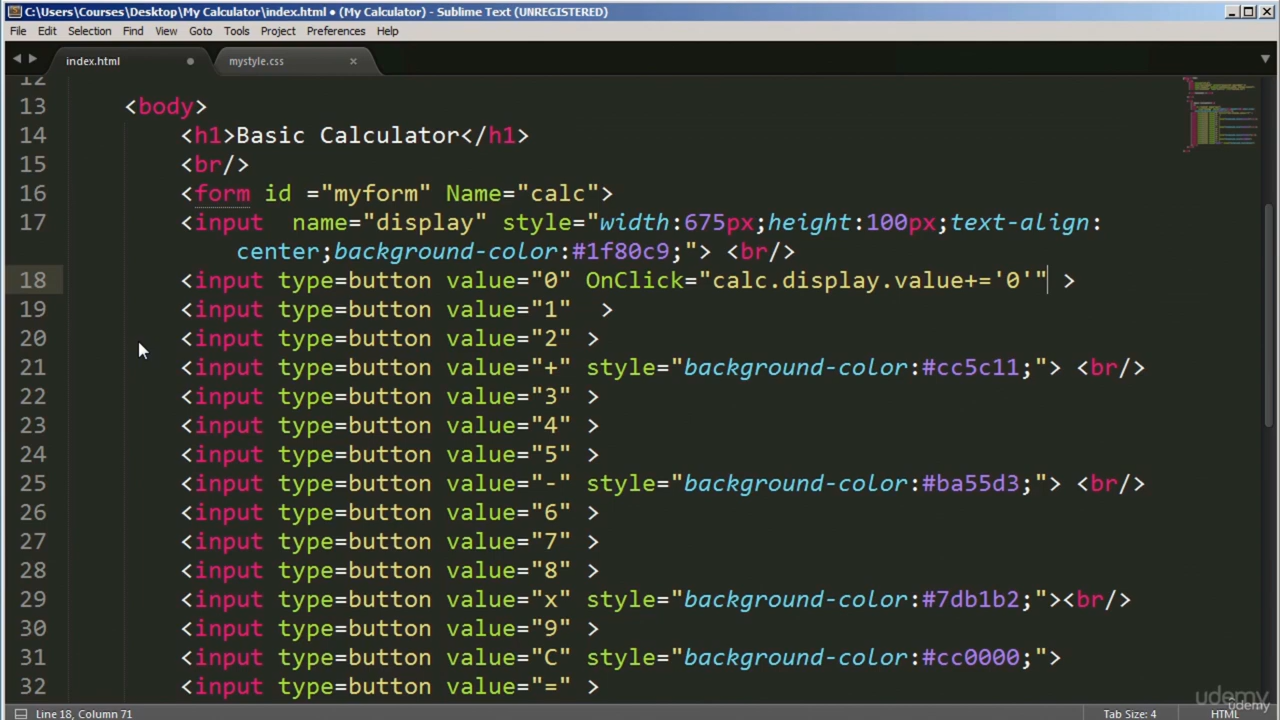 C:\Users\Courses\Desktop\My Calculator\index.html • (My Calculator) - Sublime Text (UNREGISTERED)
File Edit Selection Find View Goto Tools Project Preferences Help
index.html mystyle.css
12
13 <body>
14 <h1>Basic Calculator</h1>
15 <br/>
16 <form id ="myform" Name="calc">
17 <input  name="display" style="width:675px;height:100px;text-align:
center;background-color:#1f80c9;"> <br/>
18 <input type=button value="0" OnClick="calc.display.value+='0'" >
19 <input type=button value="1"  >
20 <input type=button value="2" >
21 <input type=button value="+" style="background-color:#cc5c11;"> <br/>
22 <input type=button value="3" >
23 <input type=button value="4" >
24 <input type=button value="5" >
25 <input type=button value="-" style="background-color:#ba55d3;"> <br/>
26 <input type=button value="6" >
27 <input type=button value="7" >
28 <input type=button value="8" >
29 <input type=button value="x" style="background-color:#7db1b2;"><br/>
30 <input type=button value="9" >
31 <input type=button value="C" style="background-color:#cc0000;">
32 <input type=button value="=" >
udemy
udemy
Line 18, Column 71 Tab Size: 4 HTML